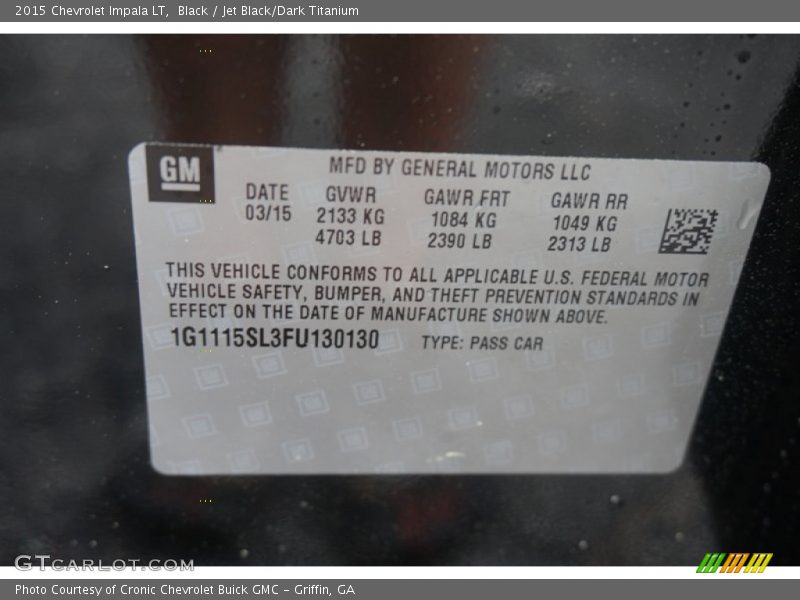 2015 Chevrolet Impala LT, Black / Jet Black/Dark Titanium
GM
MFD BY GENERAL MOTORS LLC
DATE GVWR GAWR FRT GAWR RR
03/15 2133 KG 1084 KG 1049 KG
4703 LB 2390 LB 2313 LB
THIS VEHICLE CONFORMS TO ALL APPLICABLE U.S. FEDERAL MOTOR
VEHICLE SAFETY, BUMPER, AND THEFT PREVENTION STANDARDS IN
EFFECT ON THE DATE OF MANUFACTURE SHOWN ABOVE.
1G1115SL3FU130130 TYPE: PASS CAR
GTCARLOT.COM
Photo Courtesy of Cronic Chevrolet Buick GMC - Griffin, GA